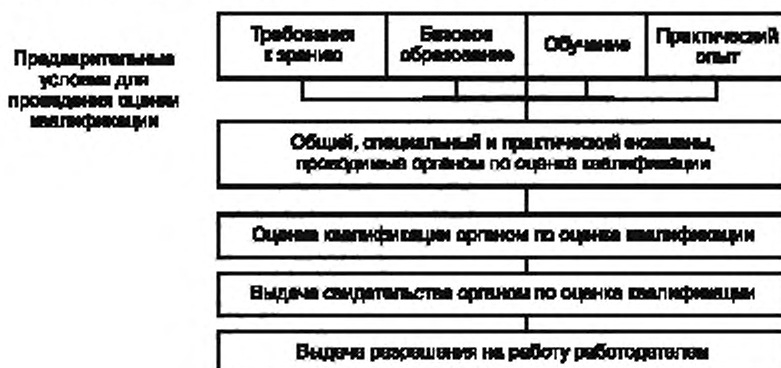 Предварительные
условия для
проведения оценки
квалификации
Требования
к зрению
Базовое
образование
Обучение
Практический
опыт
Общий, специальный и практический экзамены,
проводимые органом по оценке квалификации
Оценка квалификации органом по оценке квалификации
Выдача свидетельства органом по оценке квалификации
Выдача разрешения на работу работодателем